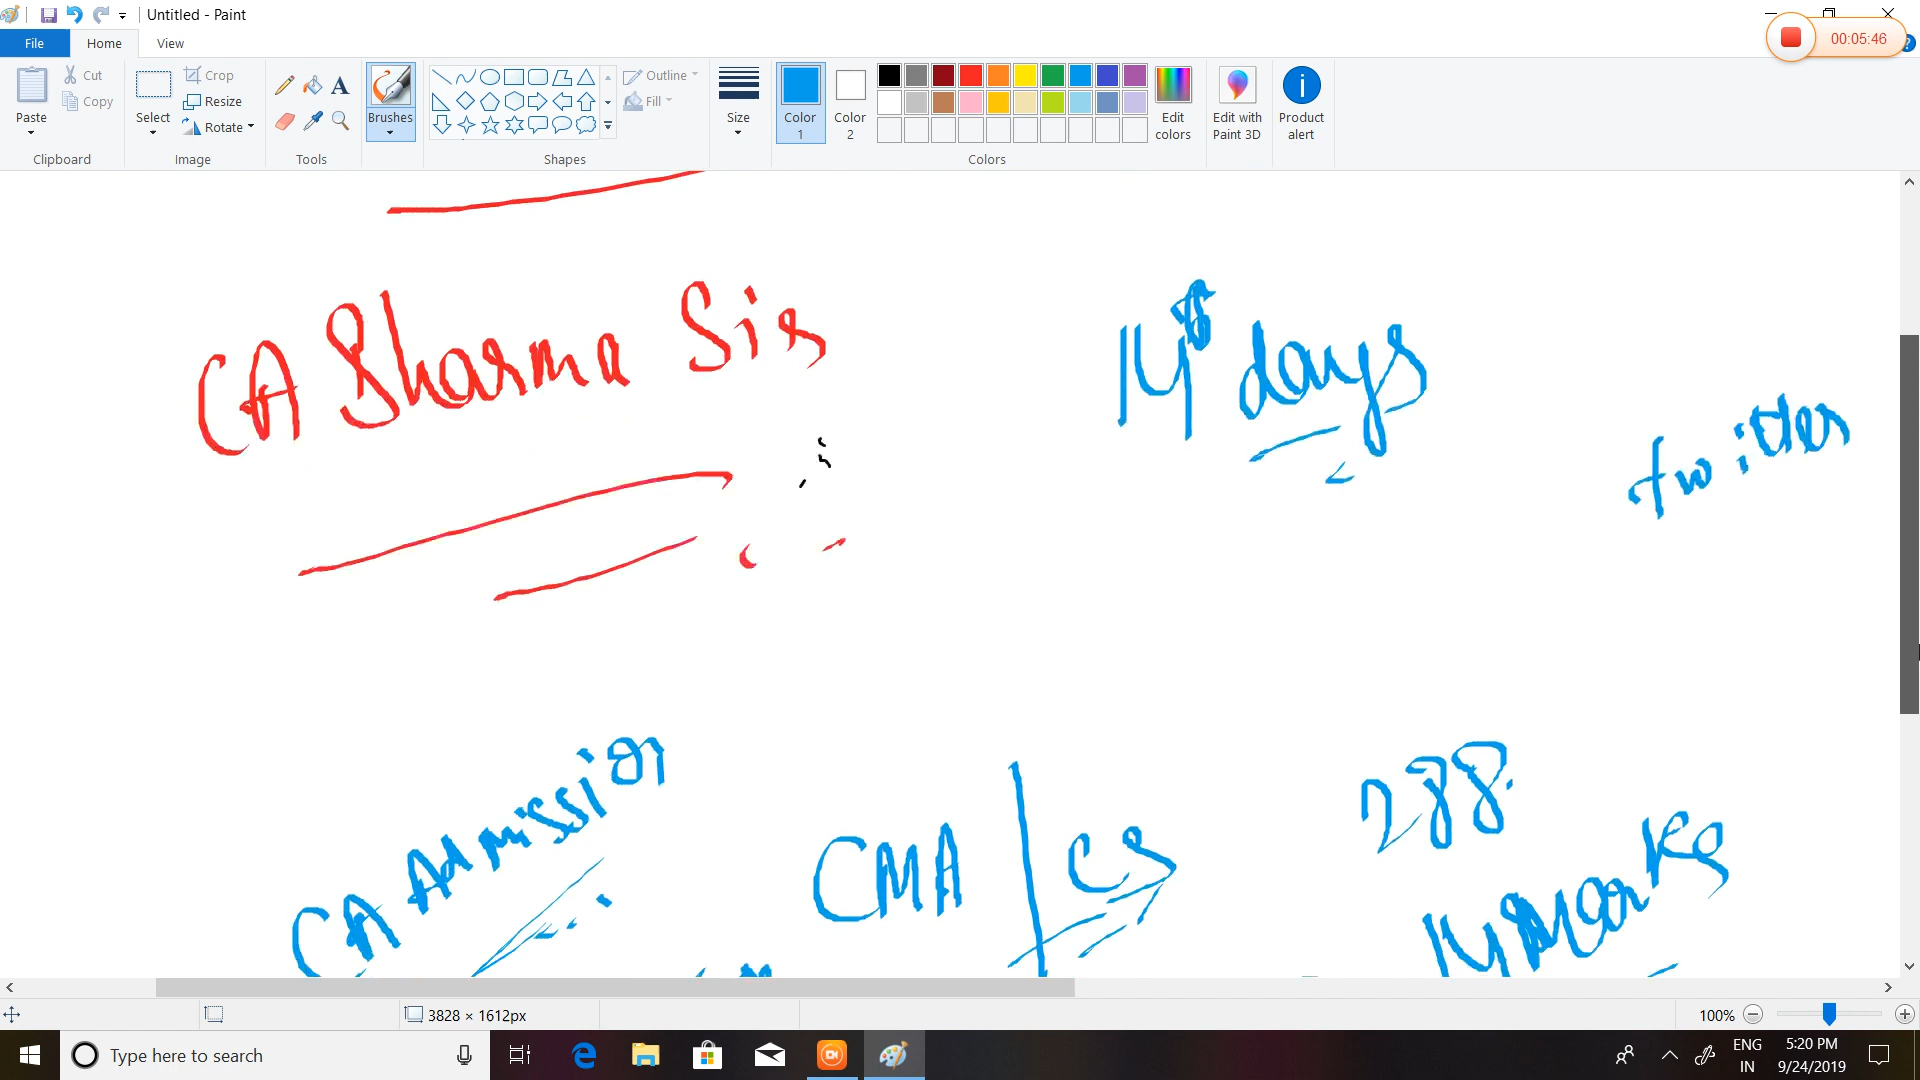 Untitled - Paint
00:05:46
File Home View
Cut
Copy
Paste
Clipboard
Select
Crop
Resize
Rotate
Image
Tools
Brushes
Shapes
Outline
Fill
Size
Color 1
Color 2
Edit colors
Colors
Edit with Paint 3D
Product alert
CA Sharma Sir
14 days
twitter
CA Admission
CMA
CS
288.
14 Marks
3828 × 1612px
100%
Type here to search
ENG
IN
5:20 PM
9/24/2019